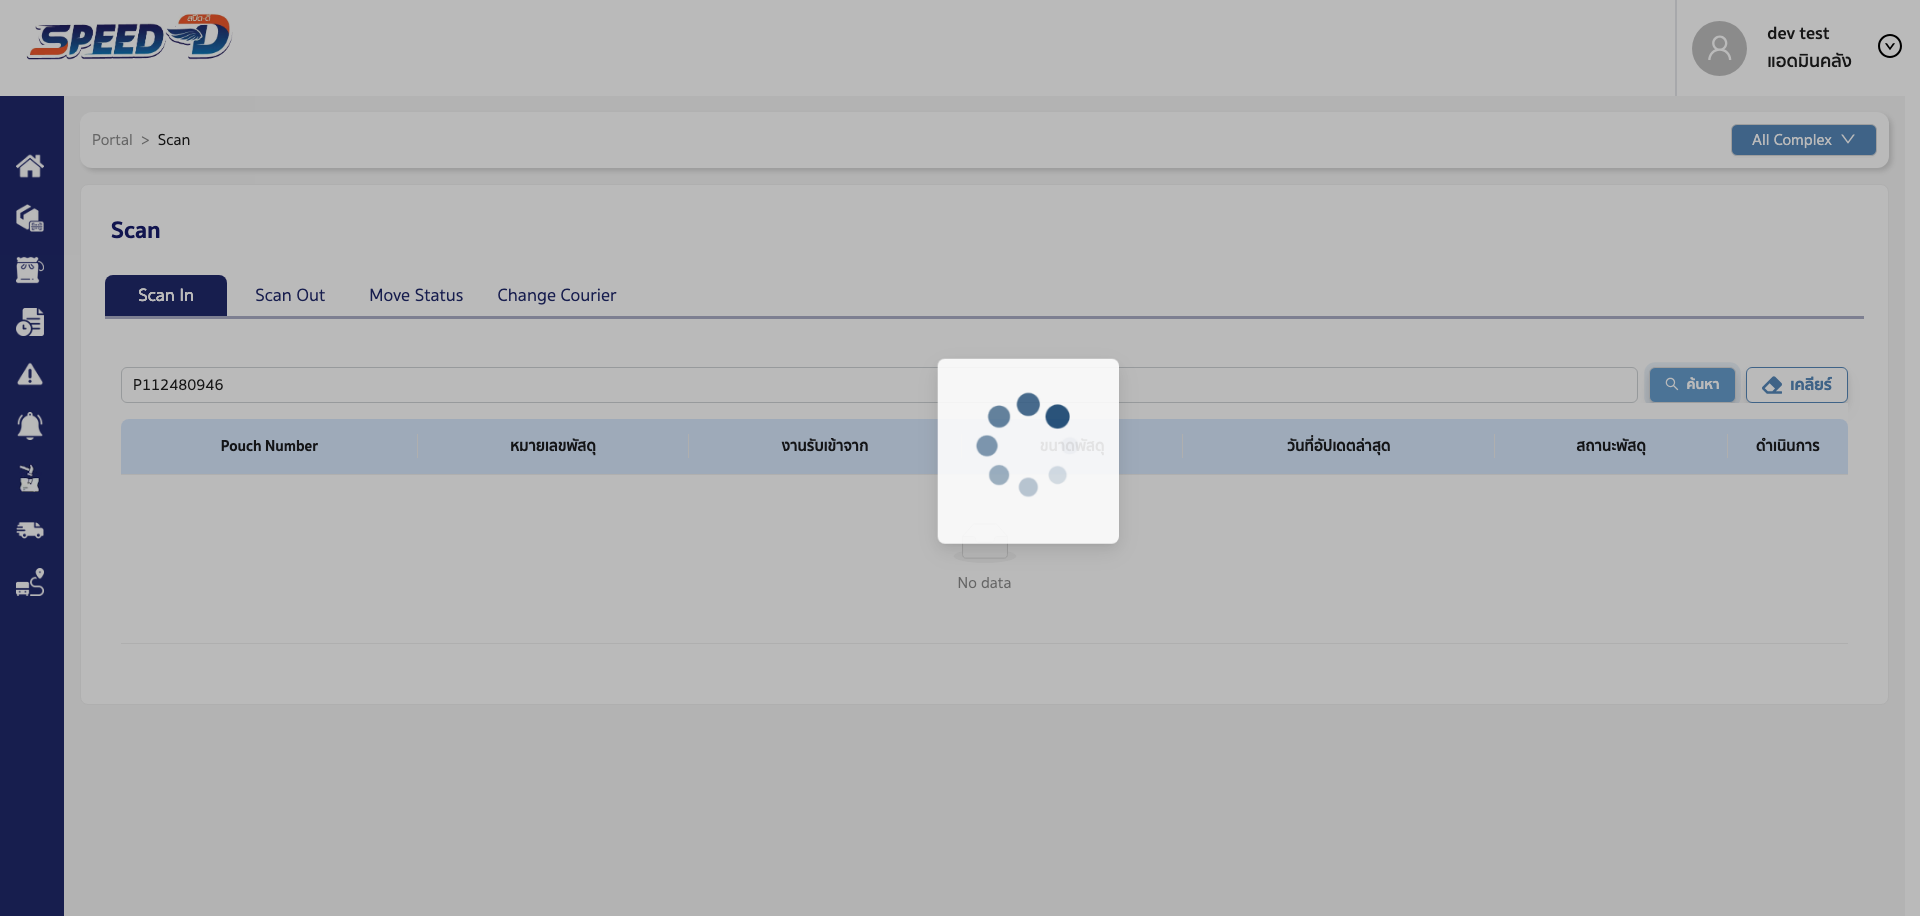 สปีด-ดี
SPEED-D
dev test
แอดมินคลัง
Portal > Scan
All Complex
Scan
Scan In
Scan Out
Move Status
Change Courier
P112480946
ค้นหา
เคลียร์
Pouch Number
หมายเลขพัสดุ
งานรับเข้าจาก
ขนาดพัสดุ
วันที่อัปเดตล่าสุด
สถานะพัสดุ
ดำเนินการ
No data